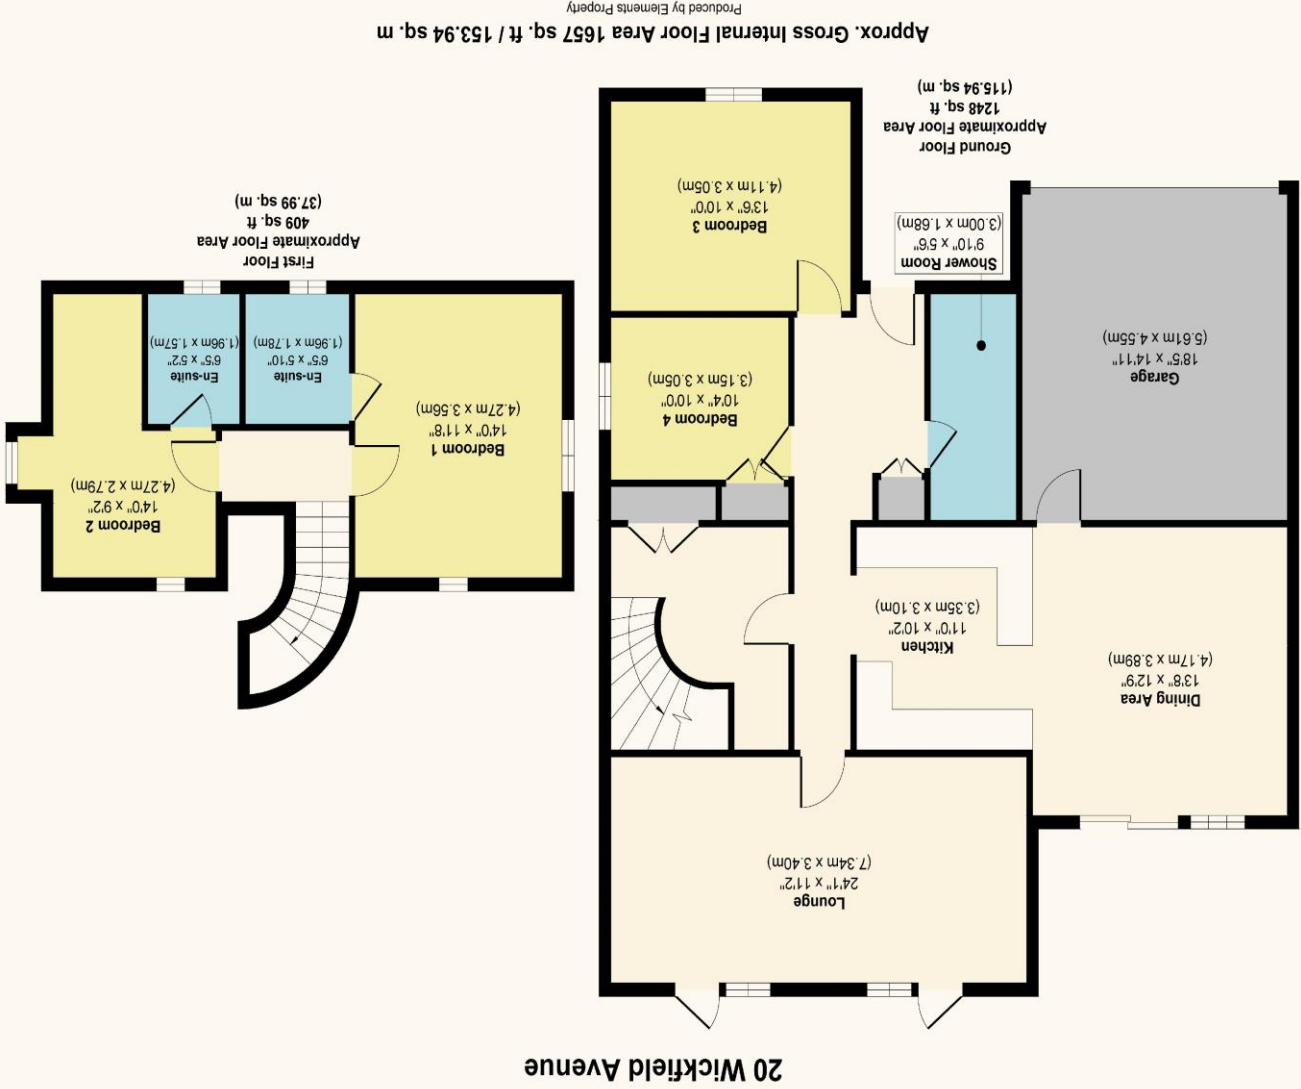 20 Wickfield Avenue
Lounge
24'1" x 11'2"
(7.34m x 3.40m)
Dining Area
13'8" x 12'9"
(4.17m x 3.89m)
Kitchen
11'0" x 10'2"
(3.35m x 3.10m)
Garage
18'5" x 14'11"
(5.61m x 4.55m)
Bedroom 4
10'4" x 10'0"
(3.15m x 3.05m)
Shower Room
9'10" x 5'6"
(3.00m x 1.68m)
Bedroom 3
13'6" x 10'0"
(4.11m x 3.05m)
Ground Floor
Approximate Floor Area
1248 sq. ft
(115.94 sq. m)
Bedroom 1
14'0" x 11'8"
(4.27m x 3.56m)
Bedroom 2
14'0" x 9'2"
(4.27m x 2.79m)
En-suite
6'5" x 5'10"
(1.96m x 1.78m)
En-suite
6'5" x 5'2"
(1.96m x 1.57m)
First Floor
Approximate Floor Area
409 sq. ft
(37.99 sq. m)
Approx. Gross Internal Floor Area 1657 sq. ft / 153.94 sq. m
Produced by Elements Property